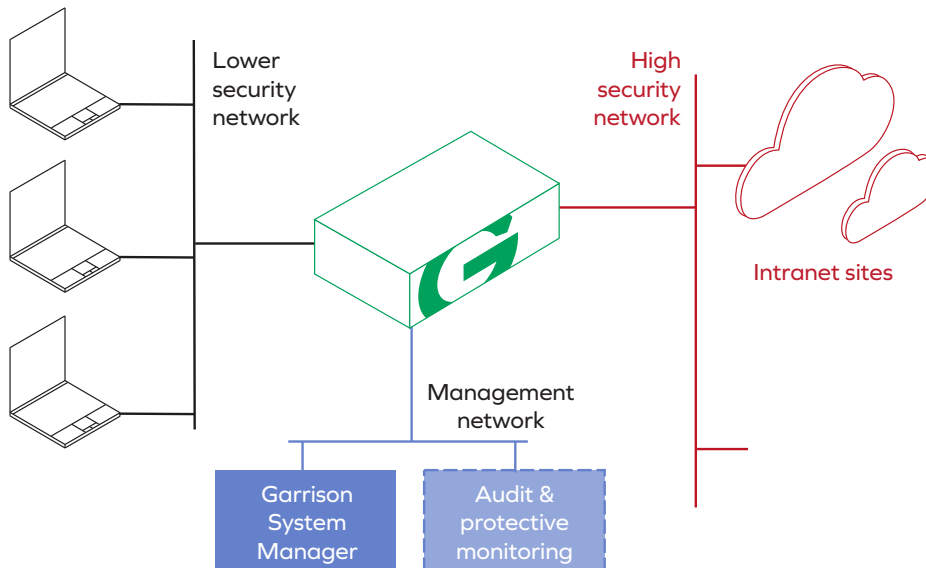 Lower
security
network
High
security
network
G
Intranet sites
Management
network
Garrison
System
Manager
Audit &
protective
monitoring